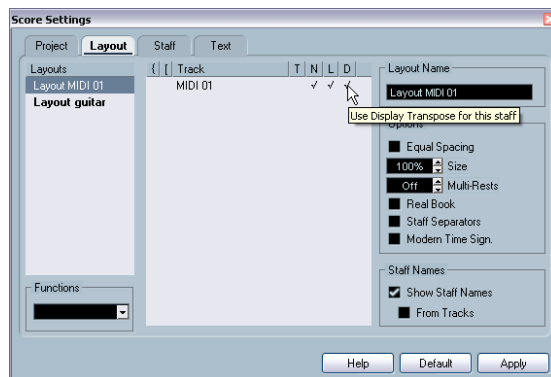 Score Settings
Project Layout Staff Text
Layouts
Layout MIDI 01
Layout guitar
{ [ Track T N L D
MIDI 01 √ √ √
Use Display Transpose for this staff
Layout Name
Layout MIDI 01
Options
Equal Spacing
100% Size
Off Multi-Rests
Real Book
Staff Separators
Modern Time Sign.
Staff Names
Show Staff Names
From Tracks
Functions
Help Default Apply